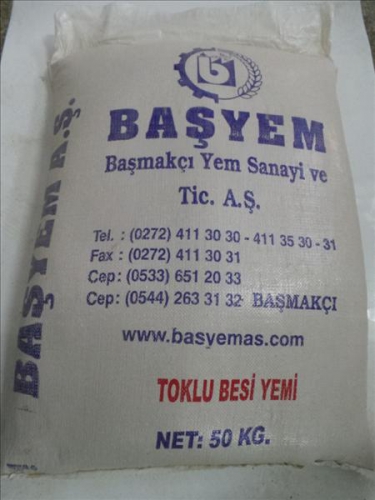 b
BAŞYEM
Başmakçı Yem Sanayi ve
Tic. A.Ş.
Tel. : (0272) 411 30 30 - 411 35 30 - 31
Fax : (0272) 411 30 31
Cep: (0533) 651 20 33
Cep: (0544) 263 31 32 BAŞMAKÇI
www.basyemas.com
TOKLU BESİ YEMİ
NET: 50 KG.
BAŞYEM A.Ş.